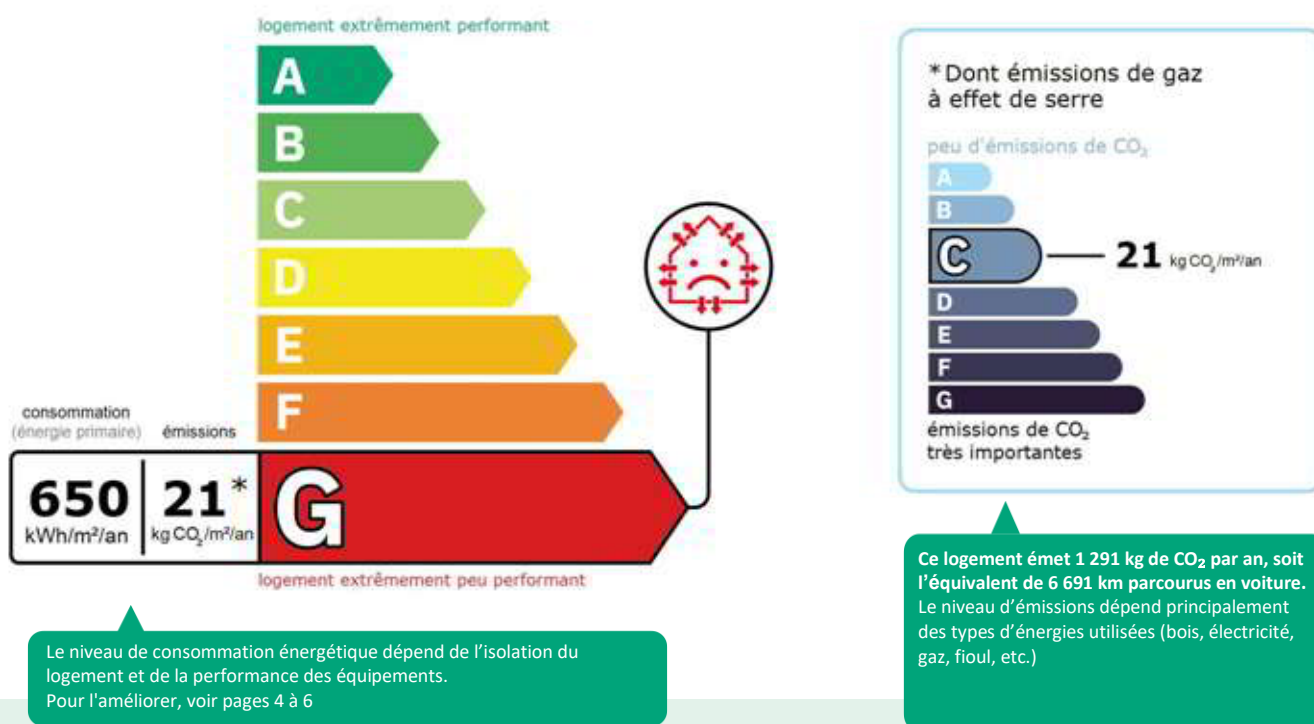 logement extrêmement performant
A
B
C
D
E
F
consommation
(énergie primaire)
émissions
650
kWh/m²/an
21*
kg CO₂/m²/an
G
logement extrêmement peu performant
Le niveau de consommation énergétique dépend de l'isolation du
logement et de la performance des équipements.
Pour l'améliorer, voir pages 4 à 6
*Dont émissions de gaz
à effet de serre
peu d'émissions de CO₂
A
B
C
21 kg CO₂/m²/an
D
E
F
G
émissions de CO₂
très importantes
Ce logement émet 1 291 kg de CO₂ par an, soit
l'équivalent de 6 691 km parcourus en voiture.
Le niveau d'émissions dépend principalement
des types d'énergies utilisées (bois, électricité,
gaz, fioul, etc.)